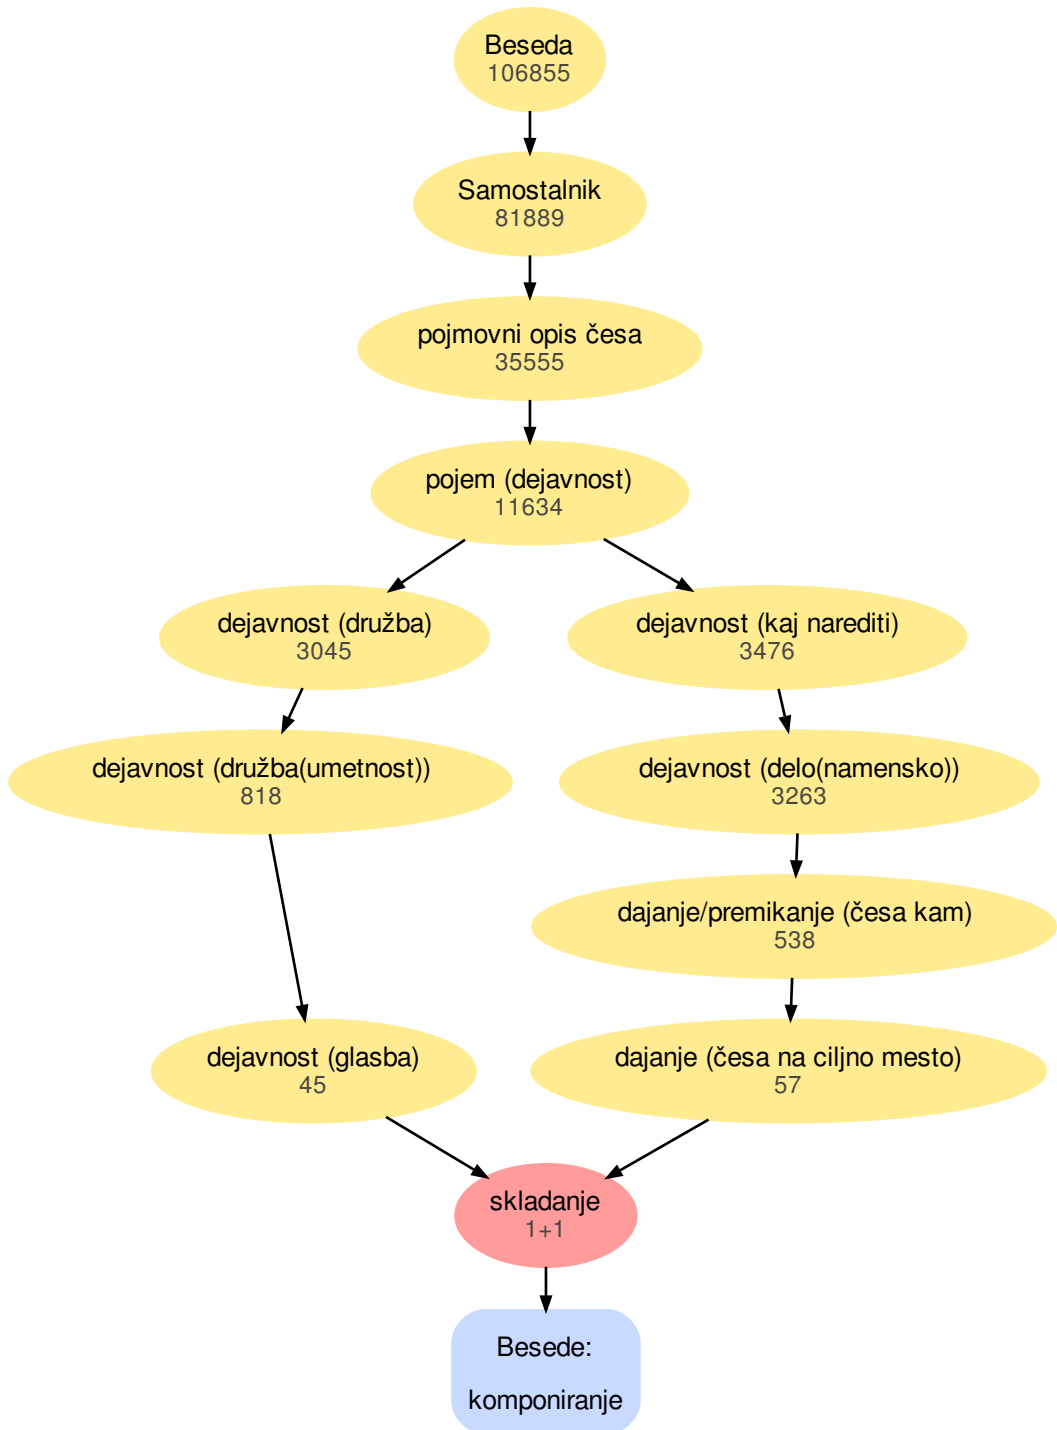 Beseda
106855
Samostalnik
81889
pojmovni opis česa
35555
pojem (dejavnost)
11634
dejavnost (družba)
3045
dejavnost (kaj narediti)
3476
dejavnost (družba(umetnost))
818
dejavnost (delo(namensko))
3263
dajanje/premikanje (česa kam)
538
dejavnost (glasba)
45
dajanje (česa na ciljno mesto)
57
skladanje
1+1
Besede:
komponiranje